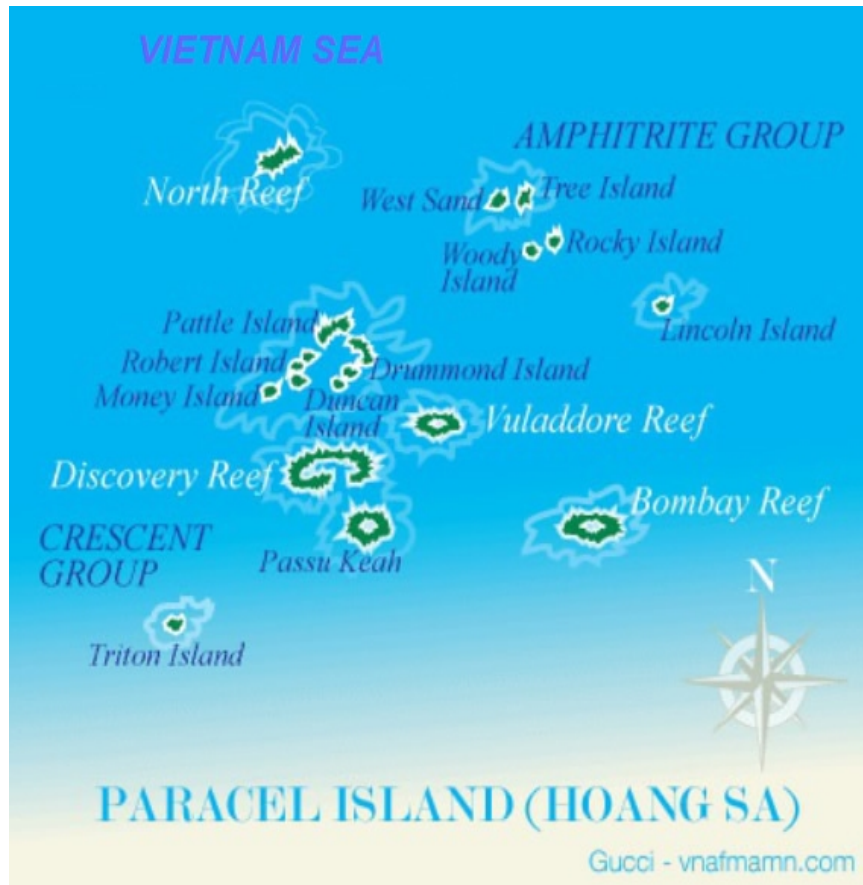 VIETNAM SEA
AMPHITRITE GROUP
North Reef
West Sand
Tree Island
Woody
Island
Rocky Island
Lincoln Island
Pattle Island
Robert Island
Money Island
Drummond Island
Duncan
Island
Vuladdore Reef
Discovery Reef
Bombay Reef
CRESCENT
GROUP
Passu Keah
N
Triton Island
PARACEL ISLAND (HOANG SA)
Gucci - vnafmamn.com